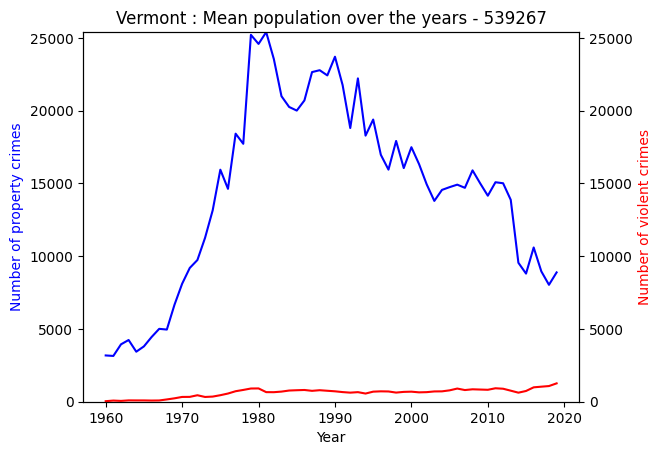 Vermont : Mean population over the years - 539267
25000
20000
15000
10000
5000
0
Number of property crimes
25000
20000
15000
10000
5000
0
Number of violent crimes
1960 1970 1980 1990 2000 2010 2020
Year